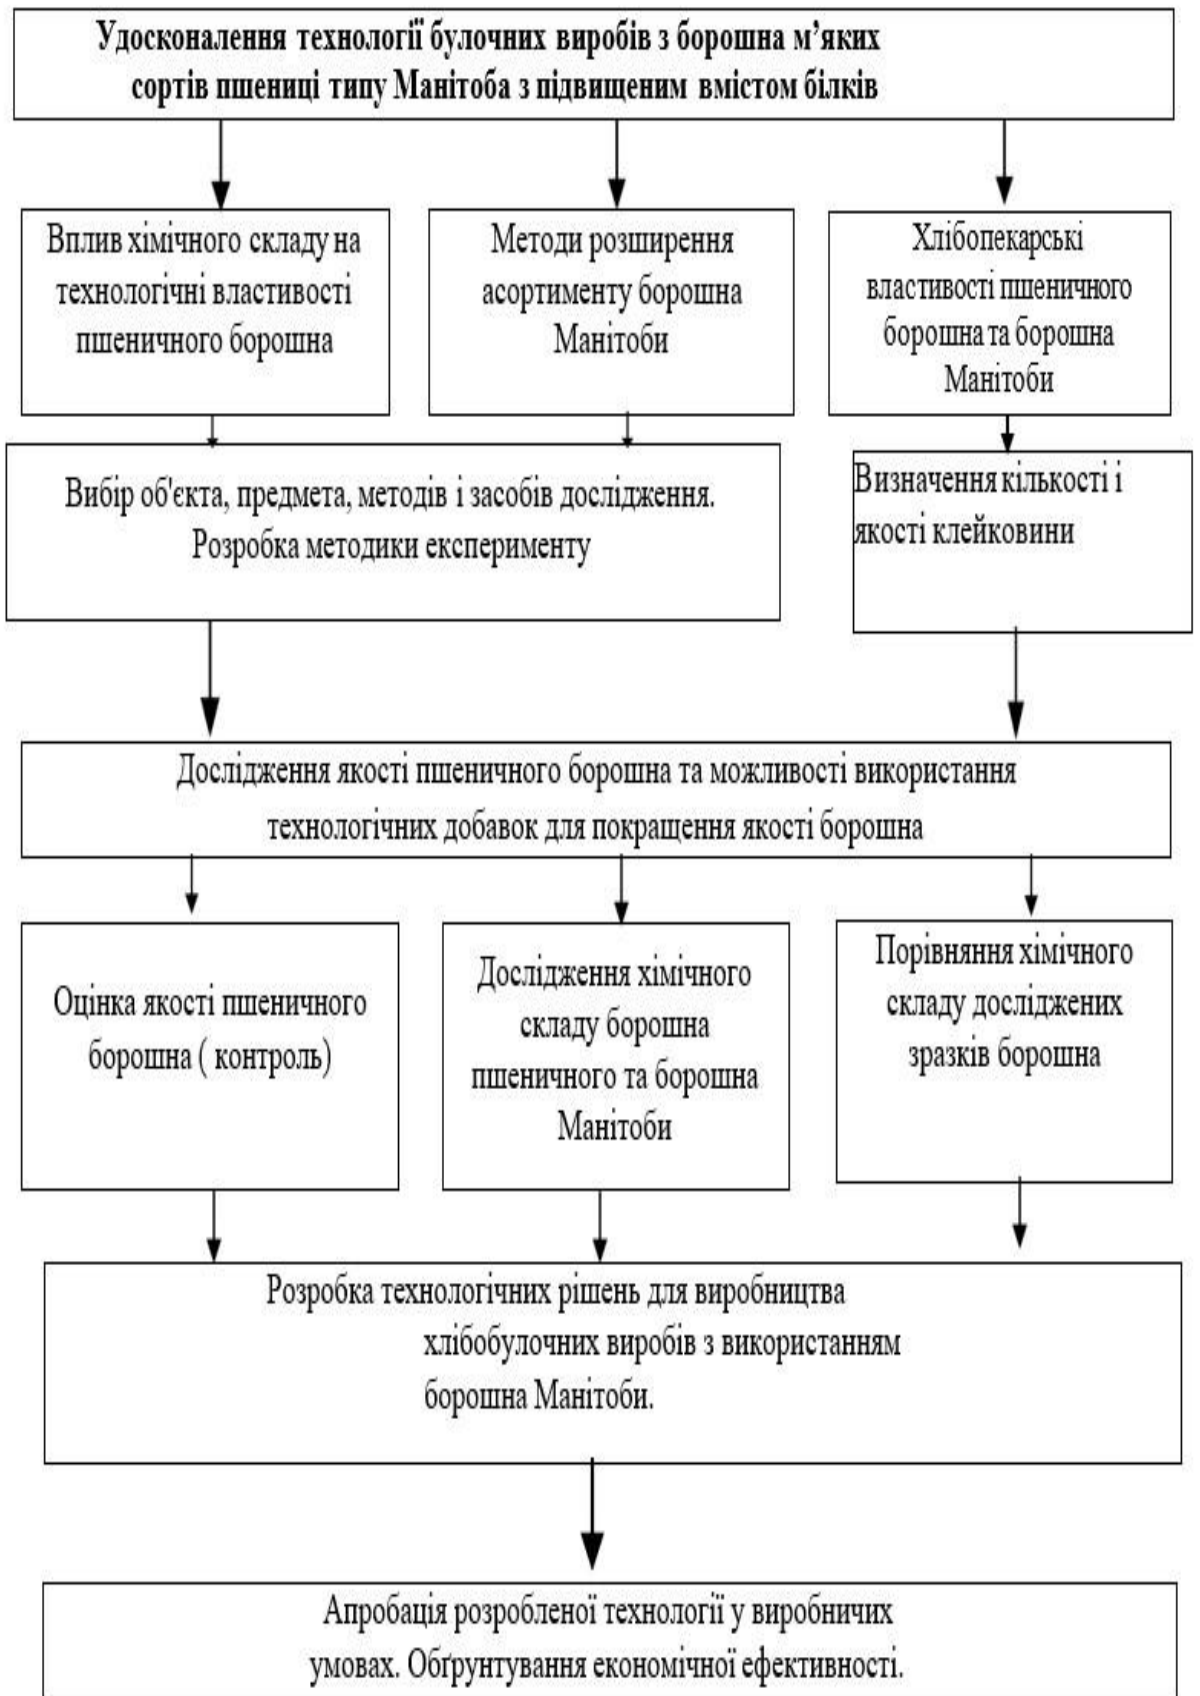 Удосконалення технології булочних виробів з борошна м’яких
сортів пшениці типу Манітоба з підвищеним вмістом білків
Вплив хімічного складу на
технологічні властивості
пшеничного борошна
Методи розширення
асортименту борошна
Манітоби
Хлібопекарські
властивості пшеничного
борошна та борошна
Манітоби
Вибір об'єкта, предмета, методів і засобів дослідження.
Розробка методики експерименту
Визначення кількості і
якості клейковини
Дослідження якості пшеничного борошна та можливості використання
технологічних добавок для покращення якості борошна
Оцінка якості пшеничного
борошна ( контроль)
Дослідження хімічного
складу борошна
пшеничного та борошна
Манітоби
Порівняння хімічного
складу досліджених
зразків борошна
Розробка технологічних рішень для виробництва
хлібобулочних виробів з використанням
борошна Манітоби.
Апробація розробленої технології у виробничих
умовах. Обґрунтування економічної ефективності.